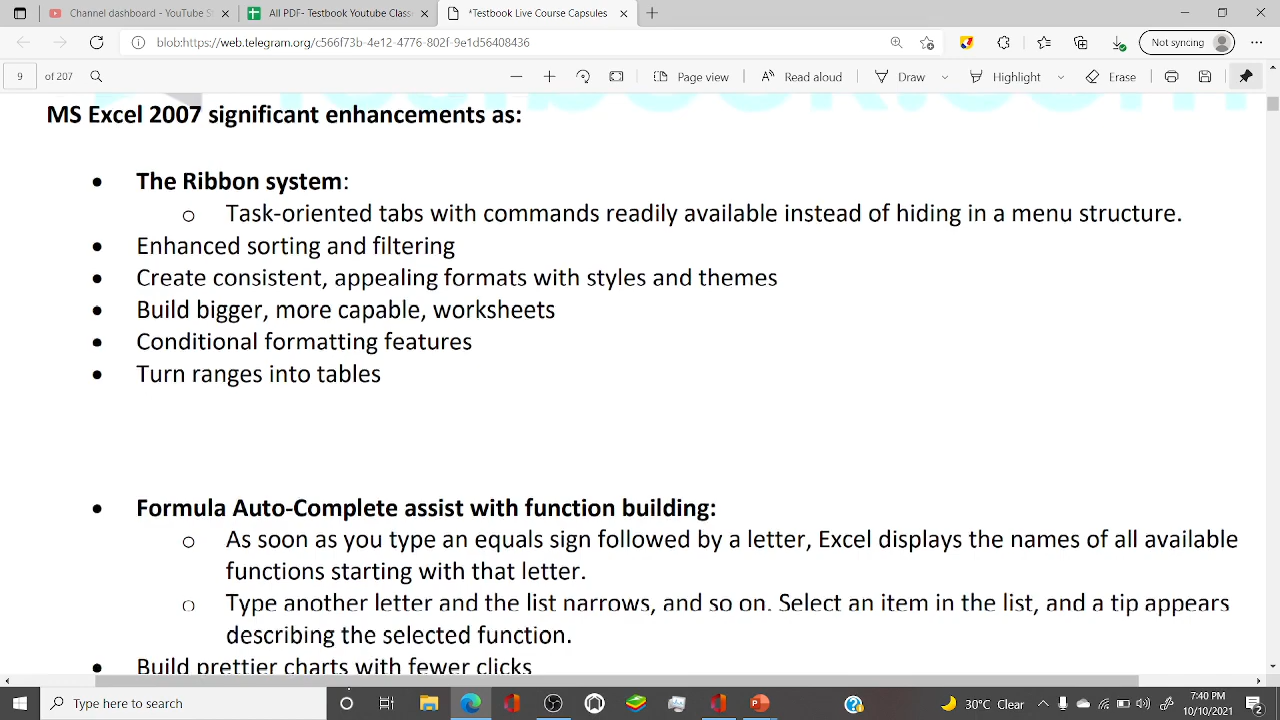 Channel dashboard - YouTube S
All PDF- Testbook Youtube Class
*Testbook Live Course Capsules
blob:https://web.telegram.org/c566f73b-4e12-4776-802f-9e1d56408436
Not syncing
9 of 207
Page view
Read aloud
Draw
Highlight
Erase
MS Excel 2007 significant enhancements as:
• The Ribbon system:
o Task-oriented tabs with commands readily available instead of hiding in a menu structure.
• Enhanced sorting and filtering
• Create consistent, appealing formats with styles and themes
• Build bigger, more capable, worksheets
• Conditional formatting features
• Turn ranges into tables
• Formula Auto-Complete assist with function building:
o As soon as you type an equals sign followed by a letter, Excel displays the names of all available
functions starting with that letter.
o Type another letter and the list narrows, and so on. Select an item in the list, and a tip appears
describing the selected function.
• Build prettier charts with fewer clicks
Type here to search
30°C Clear
7:40 PM
10/10/2021
2